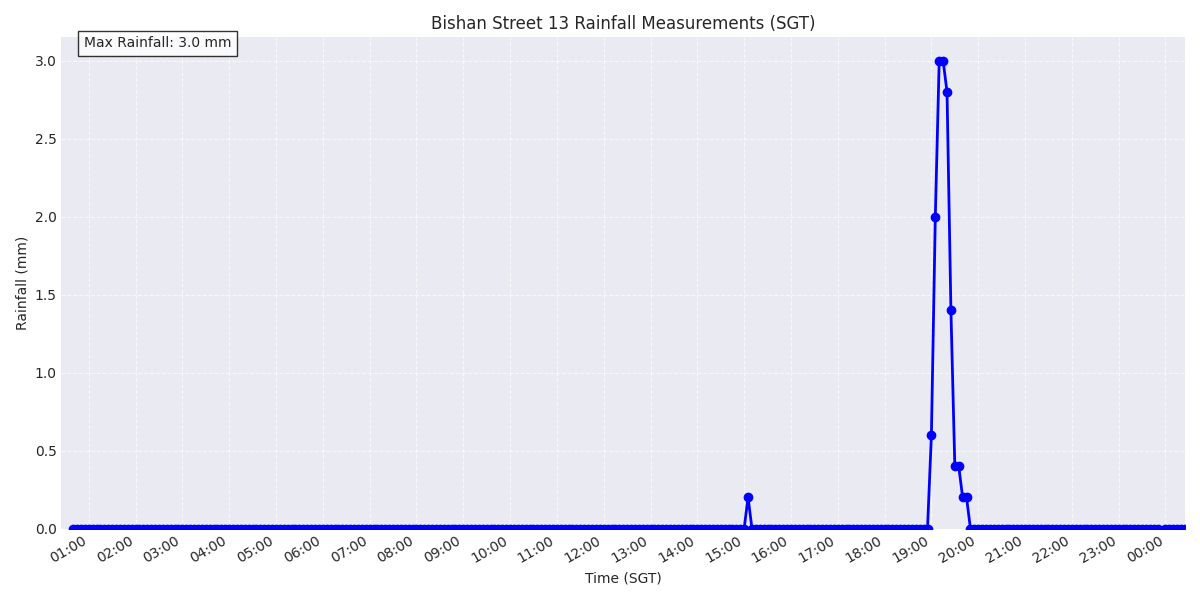 Bishan Street 13 Rainfall Measurements (SGT)
Max Rainfall: 3.0 mm
3.0
2.5
2.0
1.5
1.0
0.5
0.0
Rainfall (mm)
01:00 02:00 03:00 04:00 05:00 06:00 07:00 08:00 09:00 10:00 11:00 12:00 13:00 14:00 15:00 16:00 17:00 18:00 19:00 20:00 21:00 22:00 23:00 00:00
Time (SGT)